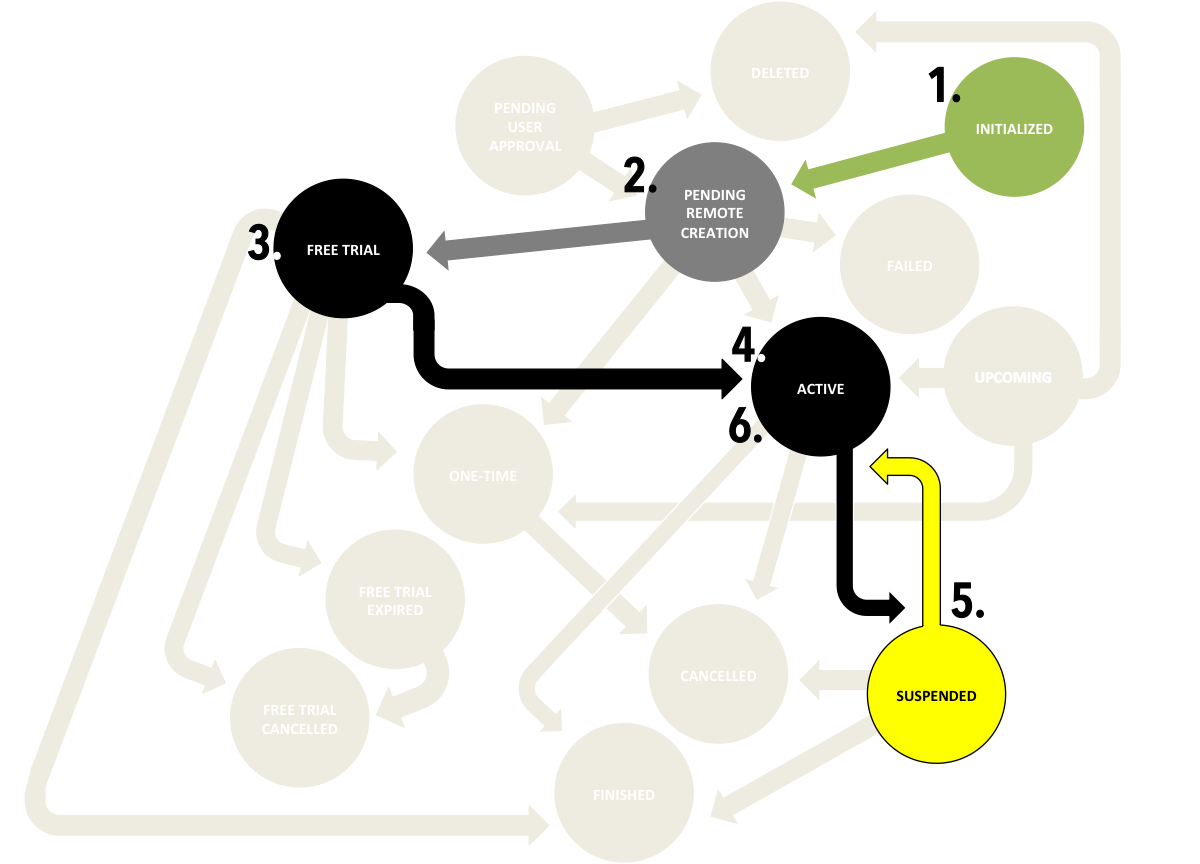 DELETED
1.
INITIALIZED
PENDING
USER
APPROVAL
2.
PENDING
REMOTE
CREATION
3.
FREE TRIAL
FAILED
4.
ACTIVE
6.
UPCOMING
ONE-TIME
FREE TRIAL
EXPIRED
5.
SUSPENDED
CANCELLED
FREE TRIAL
CANCELLED
FINISHED